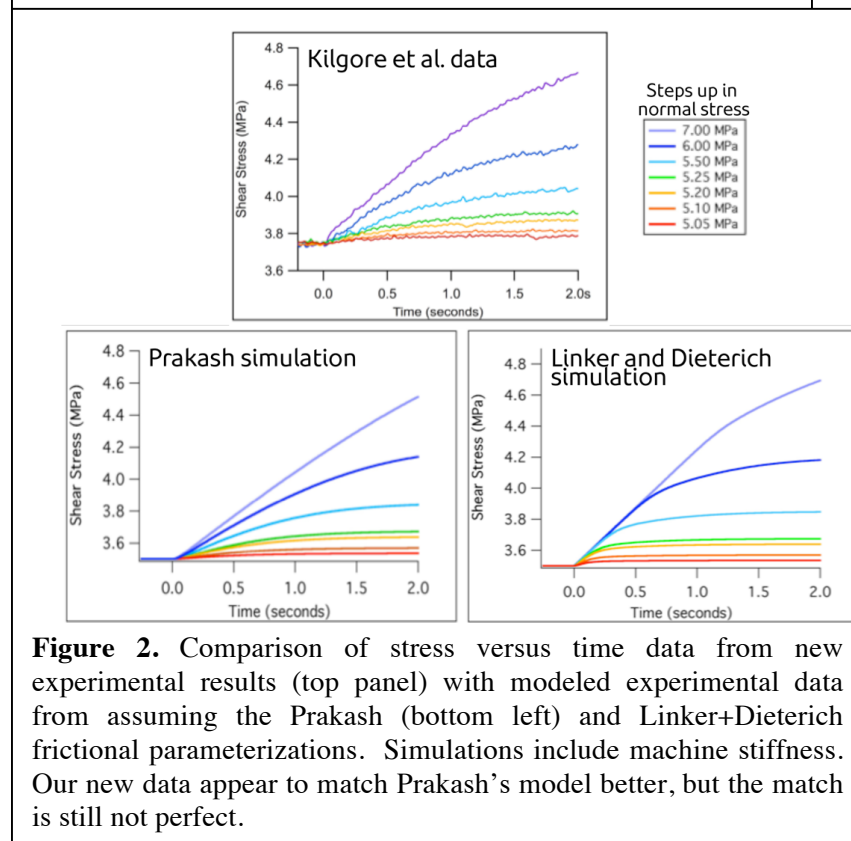 Kilgore et al. data
4.8
4.6
4.4
4.2
4.0
3.8
3.6
Shear Stress (MPa)
0.0 0.5 1.0 1.5 2.0s
Time (seconds)
Steps up in
normal stress
7.00 MPa
6.00 MPa
5.50 MPa
5.25 MPa
5.20 MPa
5.10 MPa
5.05 MPa
Prakash simulation
4.8
4.6
4.4
4.2
4.0
3.8
3.6
Shear Stress (MPa)
0.0 0.5 1.0 1.5 2.0
Time (seconds)
Linker and Dieterich
simulation
4.8
4.6
4.4
4.2
4.0
3.8
3.6
Shear Stress (MPa)
0.0 0.5 1.0 1.5 2.0
Time (seconds)
Figure 2. Comparison of stress versus time data from new
experimental results (top panel) with modeled experimental data
from assuming the Prakash (bottom left) and Linker+Dieterich
frictional parameterizations. Simulations include machine stiffness.
Our new data appear to match Prakash's model better, but the match
is still not perfect.